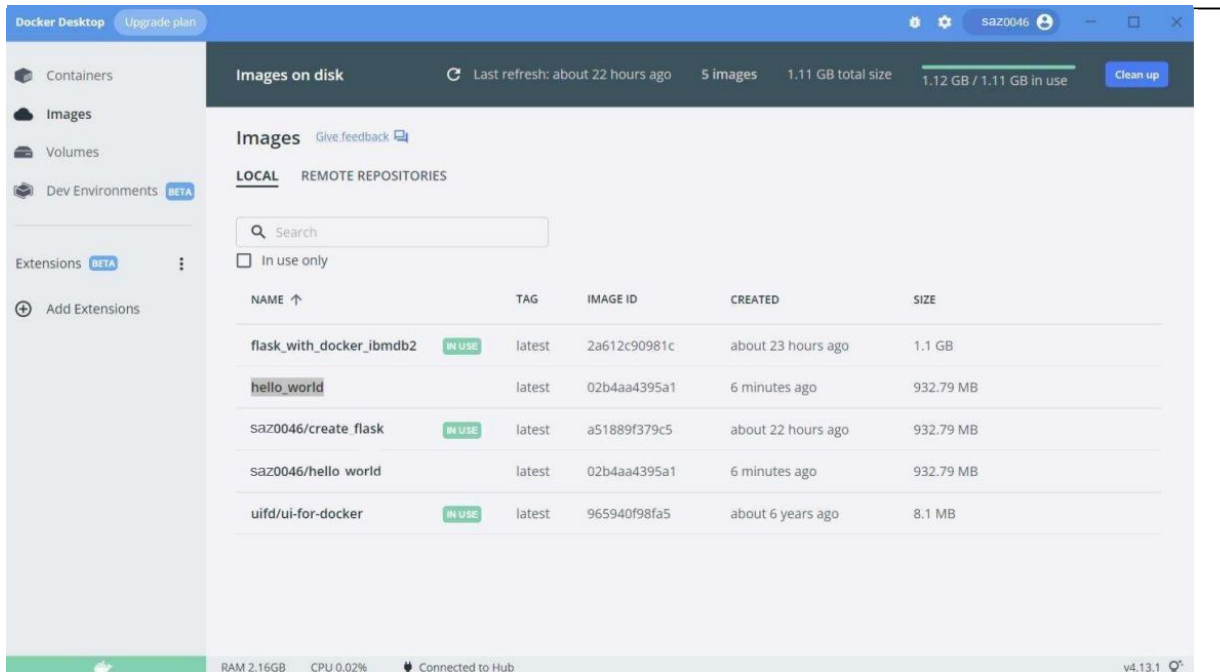 Docker Desktop Upgrade plan saz0046
Containers
Images
Volumes
Dev Environments BETA
Extensions BETA
Add Extensions
Images on disk Last refresh: about 22 hours ago 5 images 1.11 GB total size 1.12 GB / 1.11 GB in use Clean up
Images Give feedback
LOCAL REMOTE REPOSITORIES
Search
In use only
NAME TAG IMAGE ID CREATED SIZE
flask_with_docker_ibmdb2 IN USE latest 2a612c90981c about 23 hours ago 1.1 GB
hello_world latest 02b4aa4395a1 6 minutes ago 932.79 MB
saz0046/create_flask IN USE latest a51889f379c5 about 22 hours ago 932.79 MB
saz0046/hello world latest 02b4aa4395a1 6 minutes ago 932.79 MB
uifd/ui-for-docker IN USE latest 965940f98fa5 about 6 years ago 8.1 MB
RAM 2.16GB CPU 0.02% Connected to Hub v4.13.1